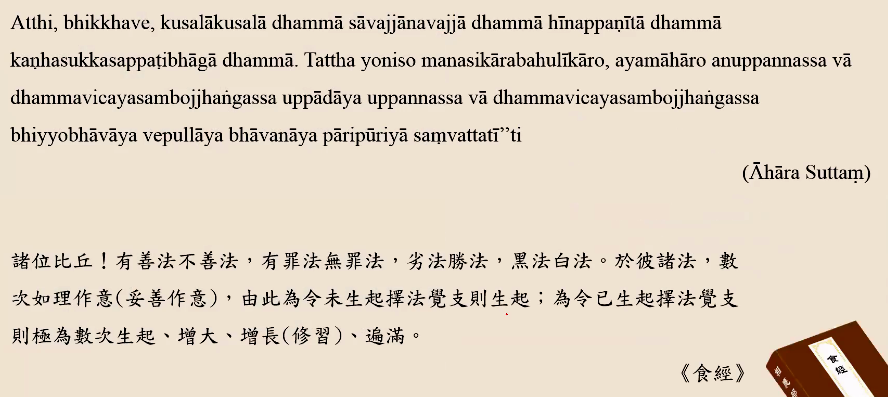 Atthi, bhikkhave, kusalākusalā dhammā sāvajjānavajjā dhammā hīnappaṇītā dhammā
kaṇhasukkasappaṭibhāgā dhammā. Tattha yoniso manasikārabahulīkāro, ayamāhāro anuppannassa vā
dhammavicayasambojjhaṅgassa uppādāya uppannassa vā dhammavicayasambojjhaṅgassa
bhiyyobhāvāya vepullāya bhāvanāya pāripūriyā saṃvattatī”ti
(Āhāra Suttaṃ)
諸位比丘！有善法不善法，有罪法無罪法，劣法勝法，黑法白法。於彼諸法，數
次如理作意(妥善作意)，由此為令未生起擇法覺支則生起；為令已生起擇法覺支
則極為數次生起、增大、增長(修習)、遍滿。
《食經》
食經